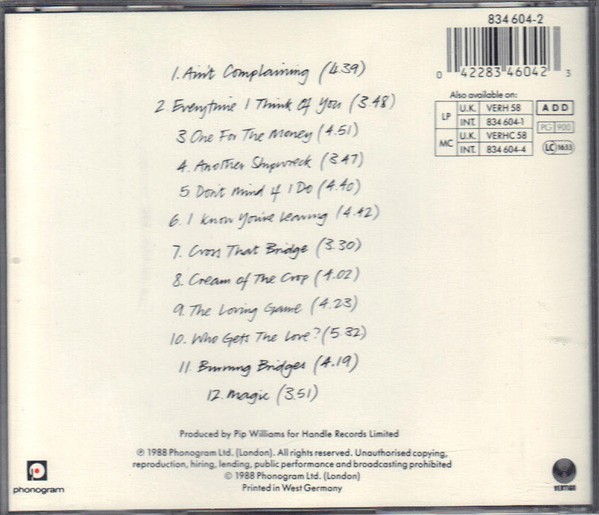 834 604-2
0 42283 46042 3
Also available on:
LP U.K. VERH 58
INT. 834 604-1
MC U.K. VERHC 58
INT. 834 604-4
A D D
PG 900
LC 1633
1. Ain't Complaining (4.39)
2. Everytime I Think Of You (3.48)
3 One For The Money (4.51)
4. Another Shipwreck (3.47)
5. Don't Mind if I Do (4.40)
6. I Know You're Leaving (4.42)
7. Cross That Bridge (3.30)
8. Cream of The Crop (4.02)
9. The Loving Game (4.23)
10. Who Gets The Love? (5.32)
11. Burning Bridges (4.19)
12. Magic (3.51)
Produced by Pip Williams for Handle Records Limited
℗ 1988 Phonogram Ltd. (London). All rights reserved. Unauthorised copying,
reproduction, hiring, lending, public performance and broadcasting prohibited
© 1988 Phonogram Ltd. (London)
Printed in West Germany
phonogram
VERTIGO